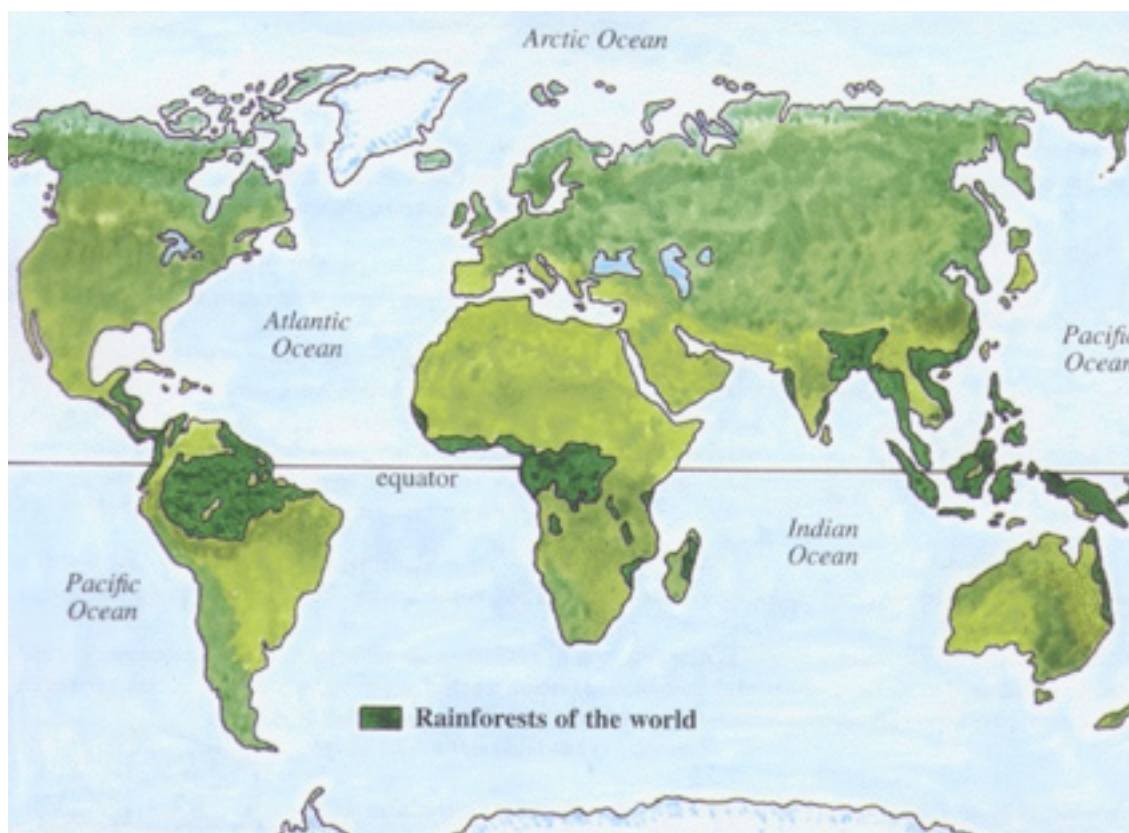 Arctic Ocean
Atlantic
Ocean
Pacific
Ocean
equator
Indian
Ocean
Pacific
Ocean
Rainforests of the world